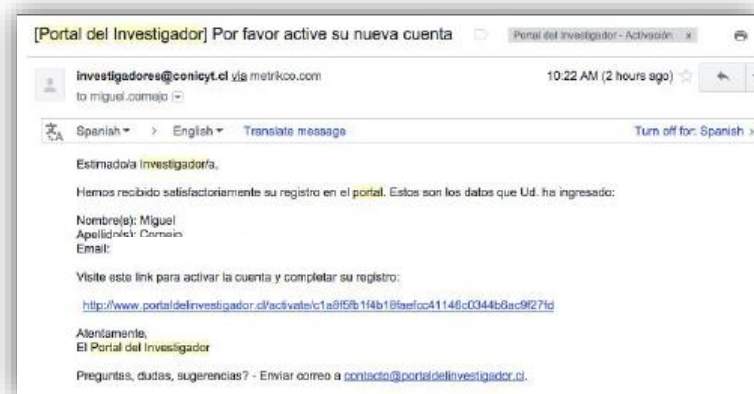 [Portal del Investigador] Por favor active su nueva cuenta
Portal del Investigador - Activación x
investigadores@conicyt.cl via metrikco.com
10:22 AM (2 hours ago)
to miguel.cornejo
Spanish > English Translate message
Turn off for: Spanish x
Estimado/a Investigador/a,
Hemos recibido satisfactoriamente su registro en el portal. Estos son los datos que Ud. ha ingresado:
Nombre(s): Miguel
Apellido(s): Cornejo
Email:
Visite este link para activar la cuenta y completar su registro:
http://www.portaldelinvestigador.cl/activate/
Atentamente,
El Portal del Investigador
Preguntas, dudas, sugerencias? - Enviar correo a contacto@portaldelinvestigador.cl.